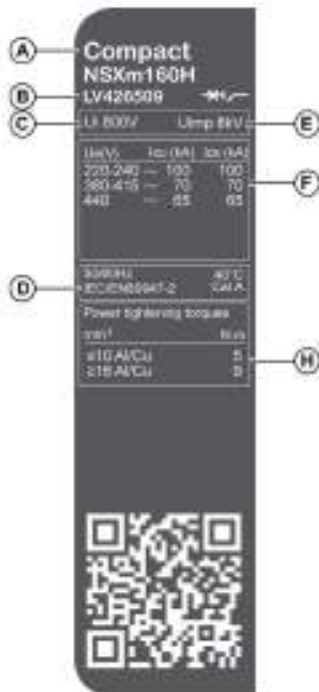 A
Compact
NSXm160H
B LV426509
C Ui 800V Uimp 8kV E
Ue(V) Icu (kA) Ics (kA)
220-240 ~ 100 100 F
380-415 ~ 70 70
440 ~ 65 65
50/60Hz 40°C
D IEC/EN60947-2 Cat A
Power tightening torques
mm² N.m
≤10 Al/Cu 5 H
≥16 Al/Cu 9